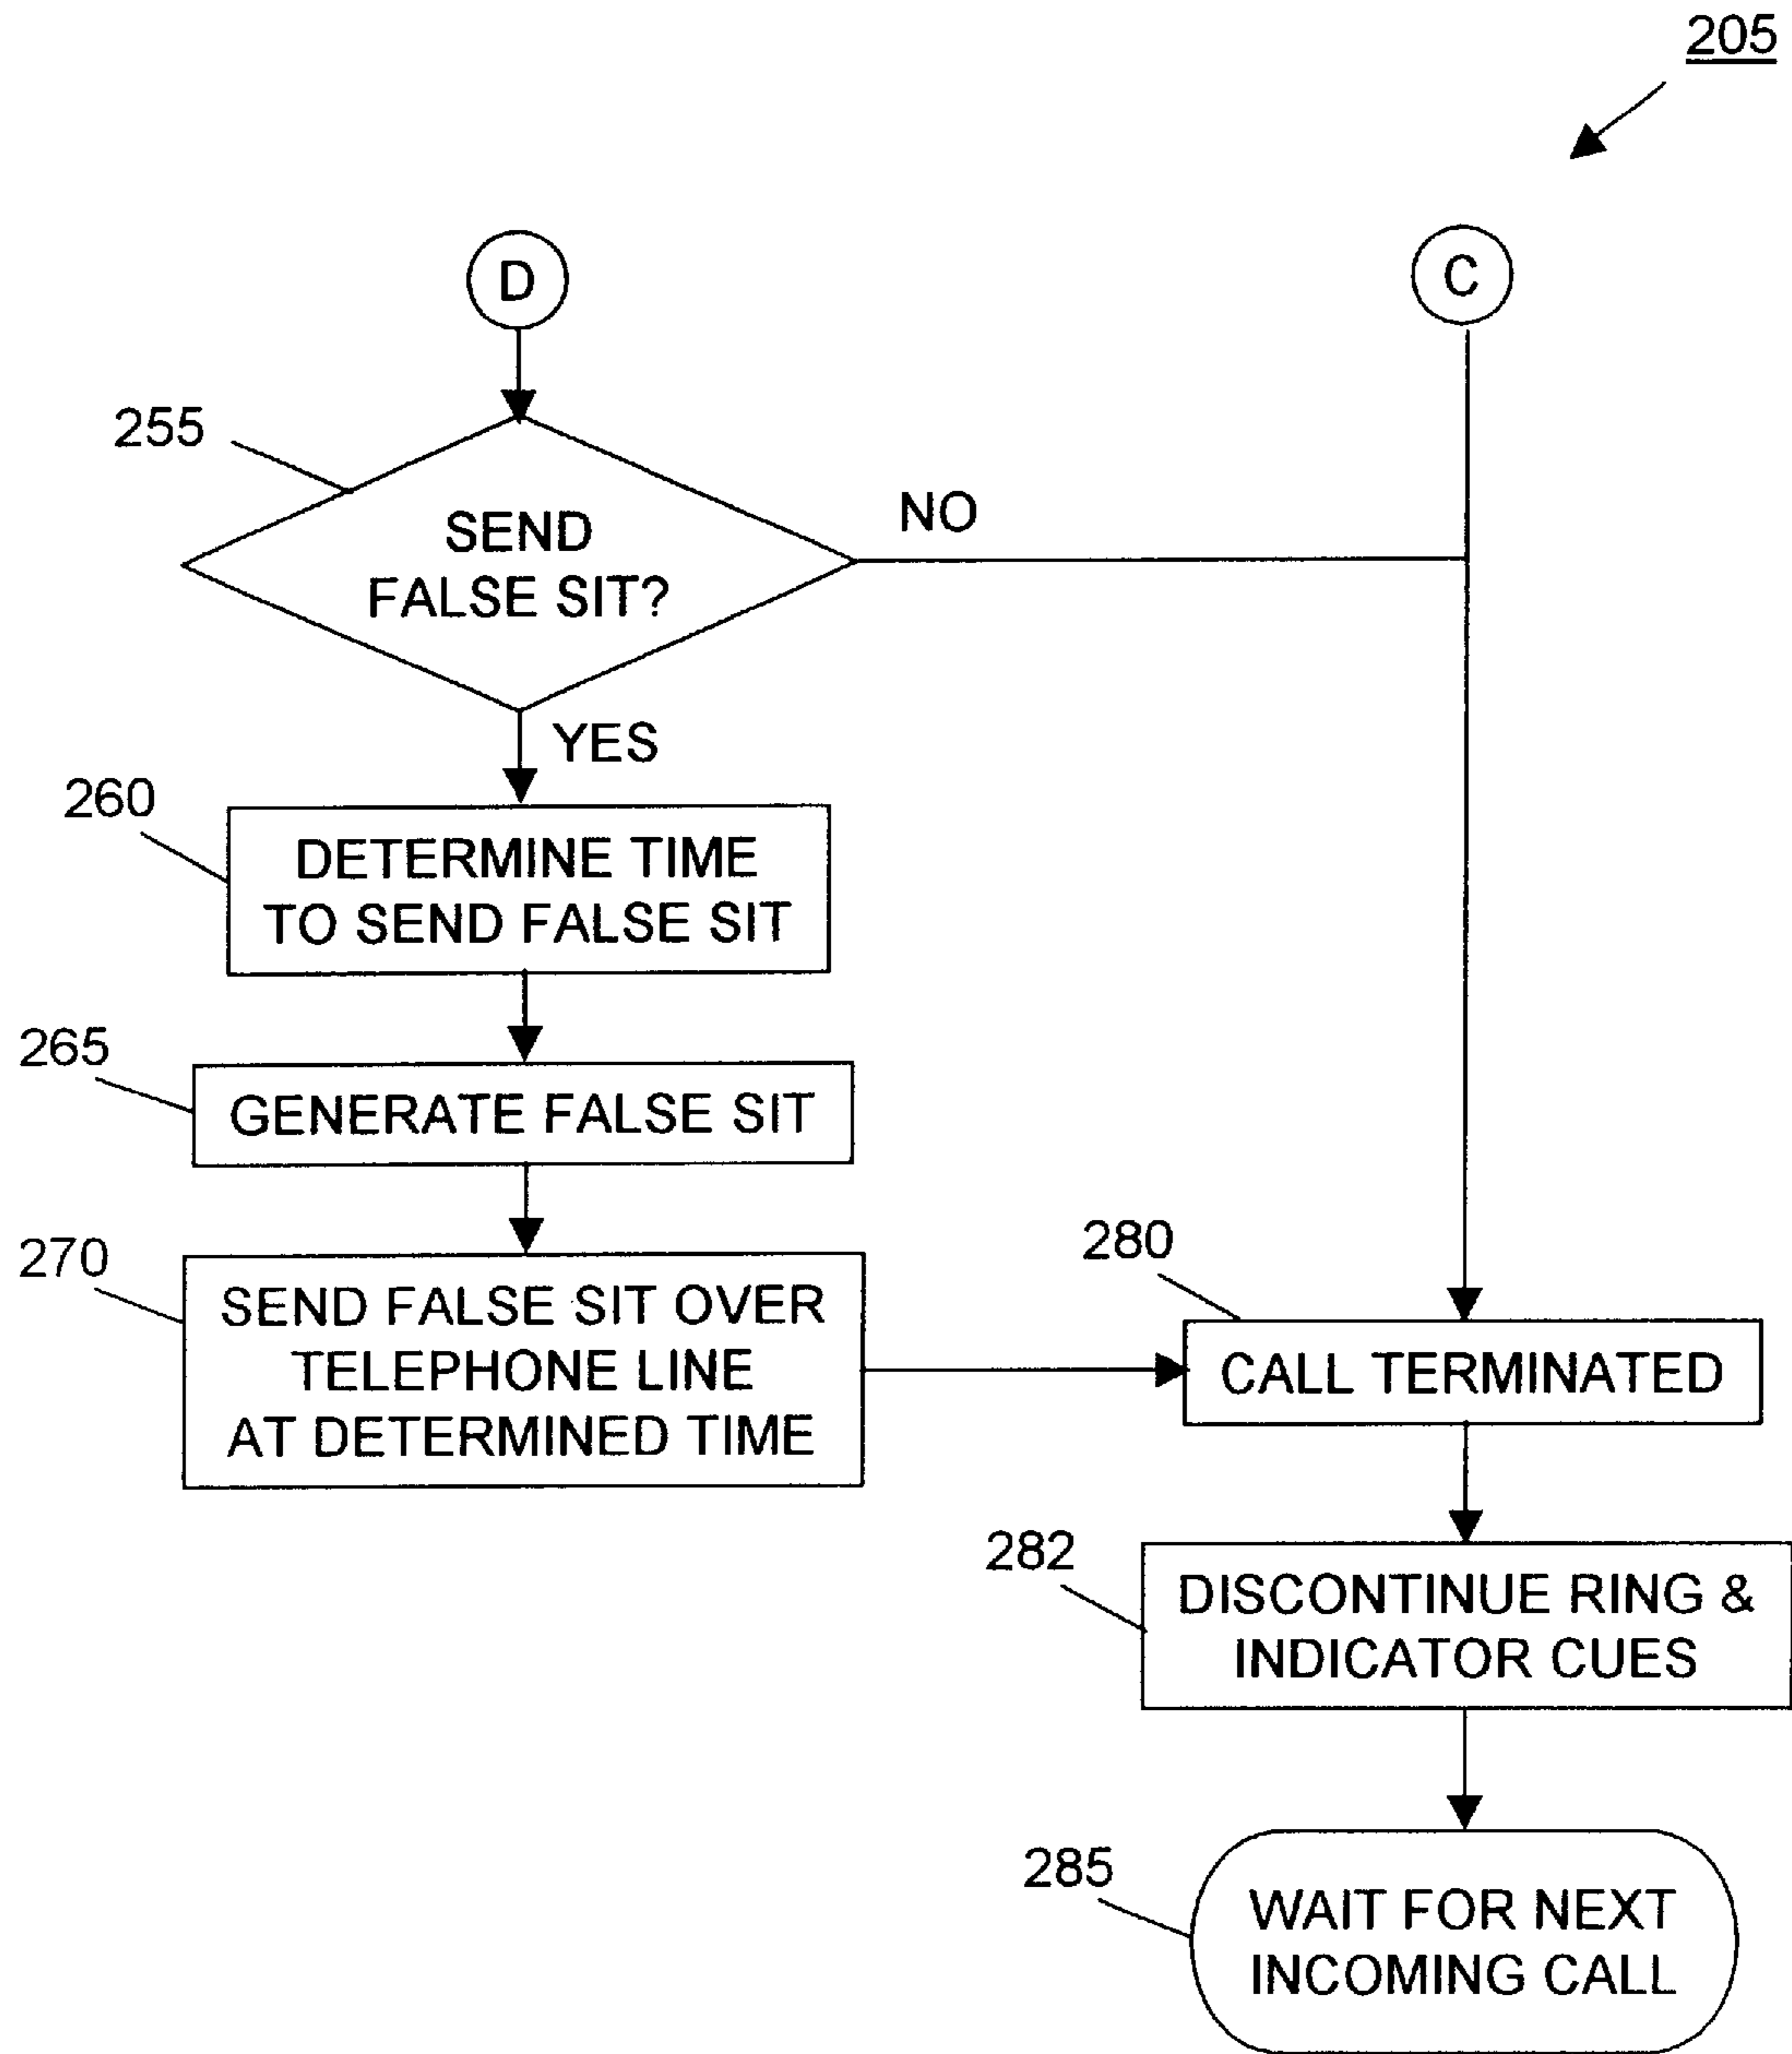 205
D
C
255
SEND
FALSE SIT?
NO
YES
260
DETERMINE TIME
TO SEND FALSE SIT
265
GENERATE FALSE SIT
270
SEND FALSE SIT OVER
TELEPHONE LINE
AT DETERMINED TIME
280
CALL TERMINATED
282
DISCONTINUE RING &
INDICATOR CUES
285
WAIT FOR NEXT
INCOMING CALL